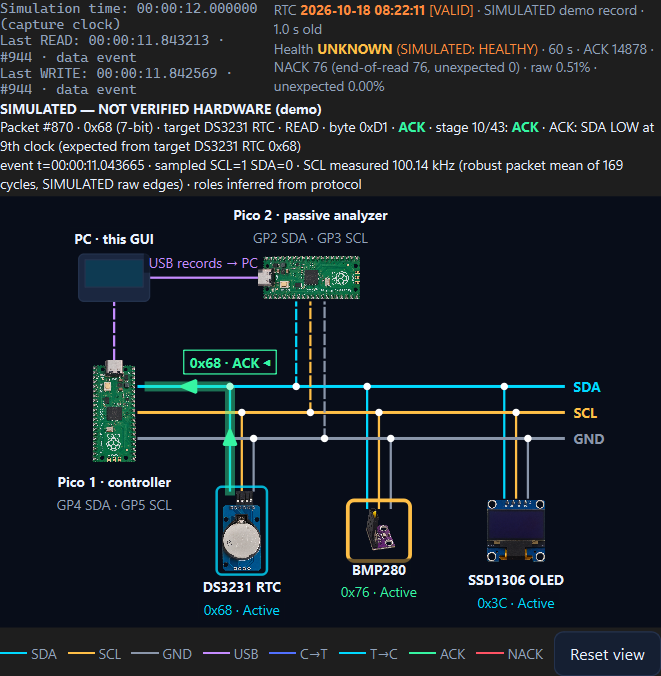 Simulation time: 00:00:12.000000
(capture clock)
Last READ: 00:00:11.843213 ·
#944 · data event
Last WRITE: 00:00:11.842569 ·
#944 · data event
RTC 2026-10-18 08:22:11 [VALID] · SIMULATED demo record ·
1.0 s old
Health UNKNOWN (SIMULATED: HEALTHY) · 60 s · ACK 14878 ·
NACK 76 (end-of-read 76, unexpected 0) · raw 0.51% ·
unexpected 0.00%
SIMULATED — NOT VERIFIED HARDWARE (demo)
Packet #870 · 0x68 (7-bit) · target DS3231 RTC · READ · byte 0xD1 · ACK · stage 10/43: ACK · ACK: SDA LOW at
9th clock (expected from target DS3231 RTC 0x68)
event t=00:00:11.043665 · sampled SCL=1 SDA=0 · SCL measured 100.14 kHz (robust packet mean of 169
cycles, SIMULATED raw edges) · roles inferred from protocol
Pico 2 · passive analyzer
GP2 SDA · GP3 SCL
PC · this GUI
USB records → PC
0x68 · ACK ◄
SDA
SCL
GND
Pico 1 · controller
GP4 SDA · GP5 SCL
DS3231 RTC
0x68 · Active
BMP280
0x76 · Active
SSD1306 OLED
0x3C · Active
SDA
SCL
GND
USB
C→T
T→C
ACK
NACK
Reset view